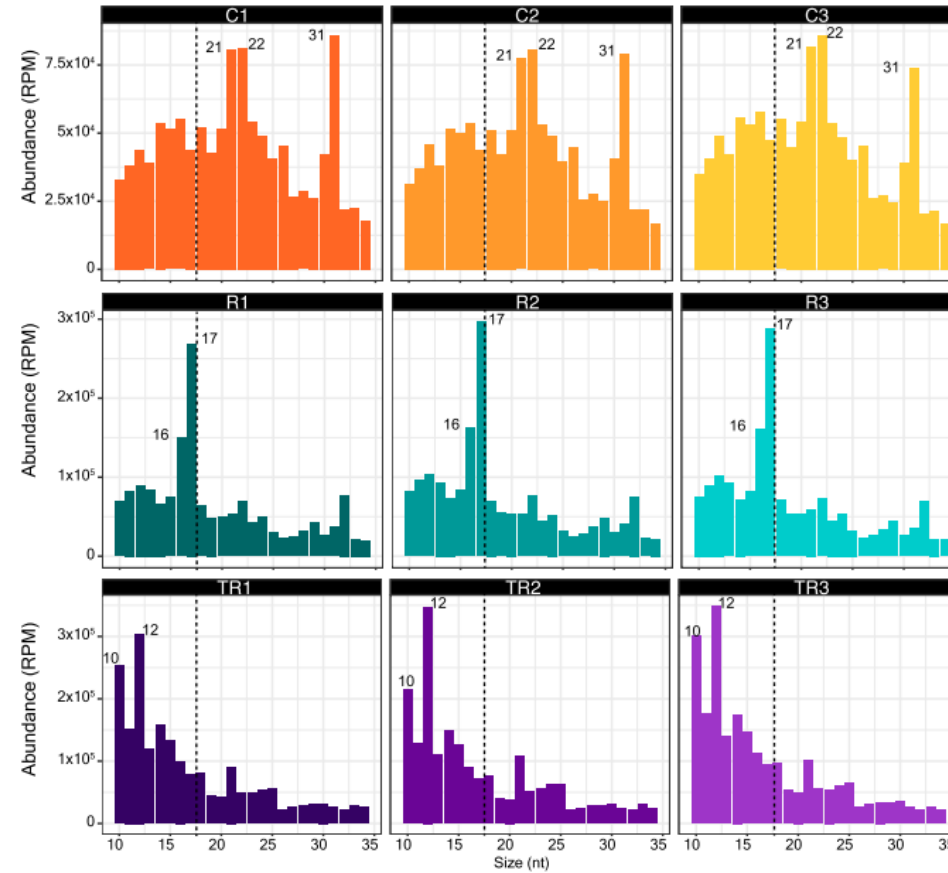 C1 C2 C3
Abundance (RPM)
7.5x10⁴
5x10⁴
2.5x10⁴
0
21 22 31
21 22 31
21 22 31
R1 R2 R3
Abundance (RPM)
3x10⁵
2x10⁵
1x10⁵
0
16 17
16 17
16 17
TR1 TR2 TR3
Abundance (RPM)
3x10⁵
2x10⁵
1x10⁵
0
10 12
10 12
10 12
10 15 20 25 30 35 10 15 20 25 30 35 10 15 20 25 30 35
Size (nt)